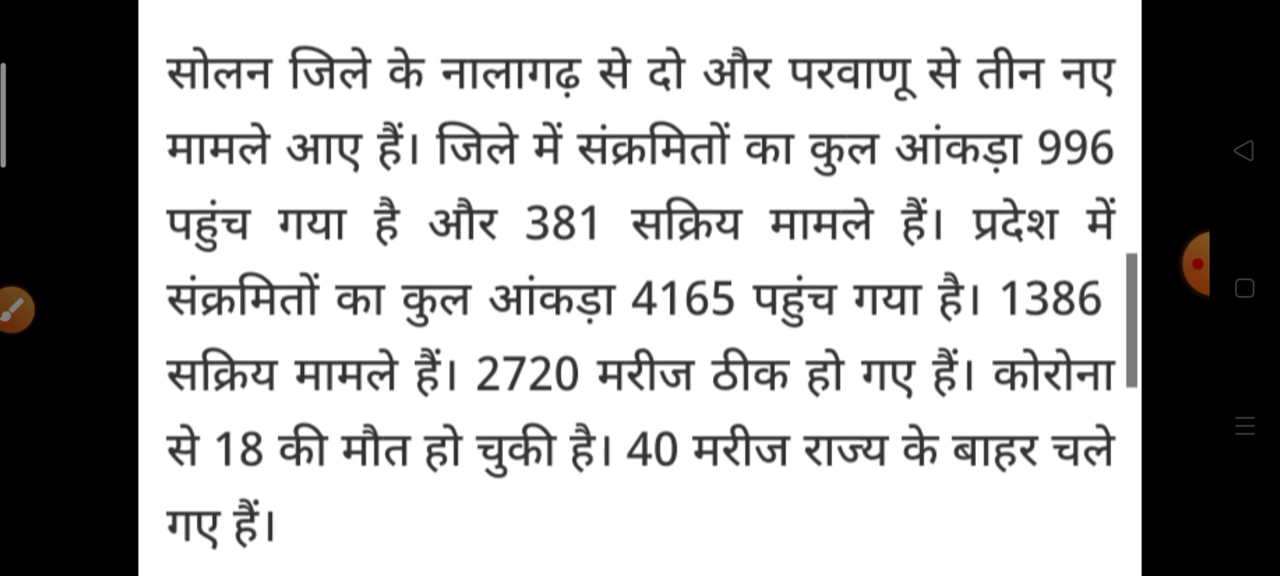 सोलन जिले के नालागढ़ से दो और परवाणू से तीन नए
मामले आए हैं। जिले में संक्रमितों का कुल आंकड़ा 996
पहुंच गया है और 381 सक्रिय मामले हैं। प्रदेश में
संक्रमितों का कुल आंकड़ा 4165 पहुंच गया है। 1386
सक्रिय मामले हैं। 2720 मरीज ठीक हो गए हैं। कोरोना
से 18 की मौत हो चुकी है। 40 मरीज राज्य के बाहर चले
गए हैं।